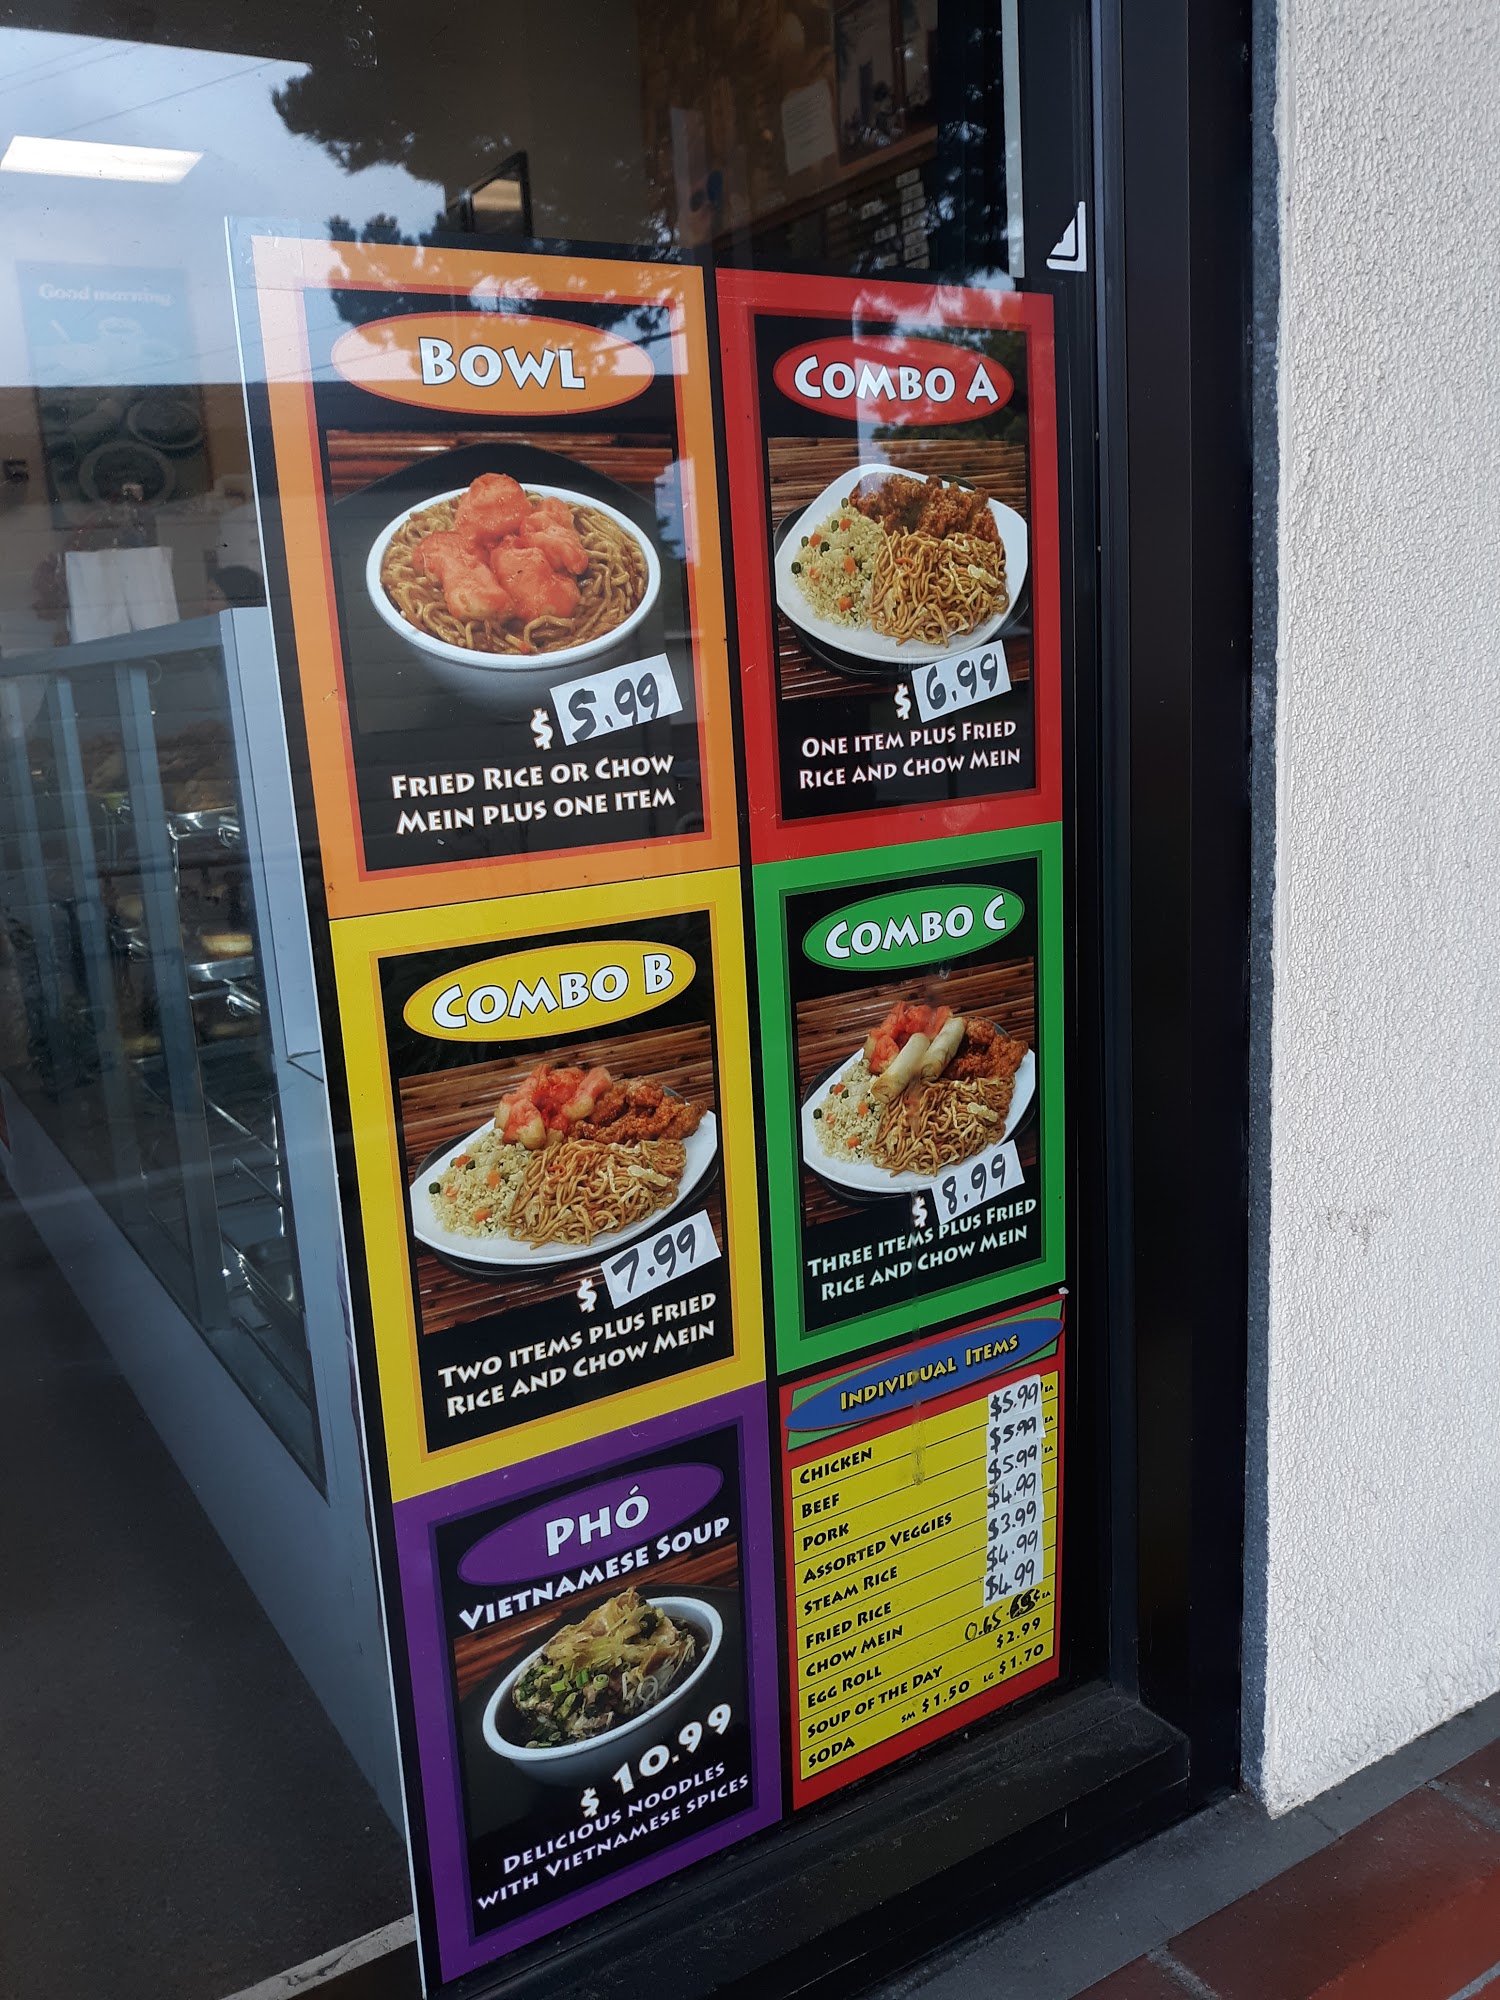 Good morning
BOWL
$5.99
FRIED RICE OR CHOW
MEIN PLUS ONE ITEM
COMBO A
$6.99
ONE ITEM PLUS FRIED
RICE AND CHOW MEIN
COMBO B
$7.99
TWO ITEMS PLUS FRIED
RICE AND CHOW MEIN
COMBO C
$8.99
THREE ITEMS PLUS FRIED
RICE AND CHOW MEIN
PHÓ
VIETNAMESE SOUP
$10.99
DELICIOUS NOODLES
WITH VIETNAMESE SPICES
INDIVIDUAL ITEMS
CHICKEN $5.99 EA
BEEF $5.99 EA
PORK $5.99 EA
ASSORTED VEGGIES $4.99
STEAM RICE $3.99
FRIED RICE $4.99
CHOW MEIN $4.99
EGG ROLL 0.65 EA
SOUP OF THE DAY $2.99
SODA SM $1.50 LG $1.70